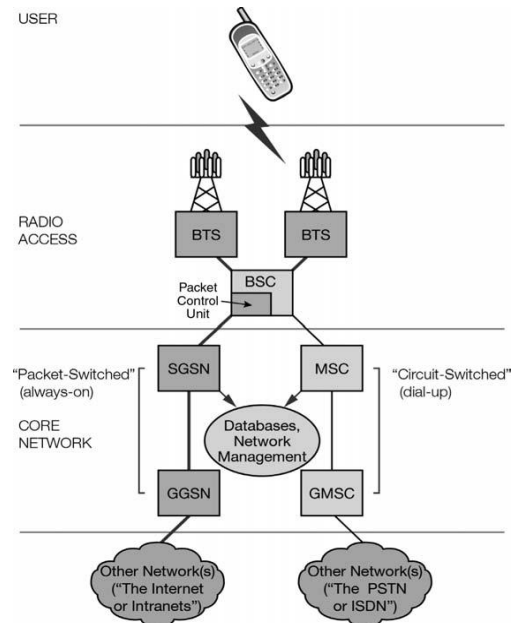 USER
RADIO
ACCESS
BTS
BTS
BSC
Packet
Control
Unit
"Packet-Switched"
(always-on)
SGSN
MSC
"Circuit-Switched"
(dial-up)
CORE
NETWORK
Databases,
Network
Management
GGSN
GMSC
Other Network(s)
("The Internet
or Intranets")
Other Network(s)
("The PSTN
or ISDN")